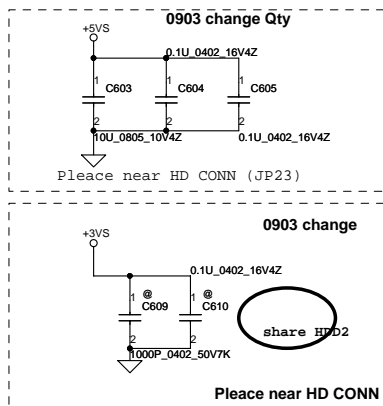 0903 change Qty
+5VS
0.1U_0402_16V4Z
1 1 1
C603 C604 C605
2 2 2
10U_0805_10V4Z 0.1U_0402_16V4Z
Pleace near HD CONN (JP23)
0903 change
+3VS
0.1U_0402_16V4Z
1 @ 1 @
C609 C610
share HDD2
2 2
1000P_0402_50V7K
Pleace near HD CONN